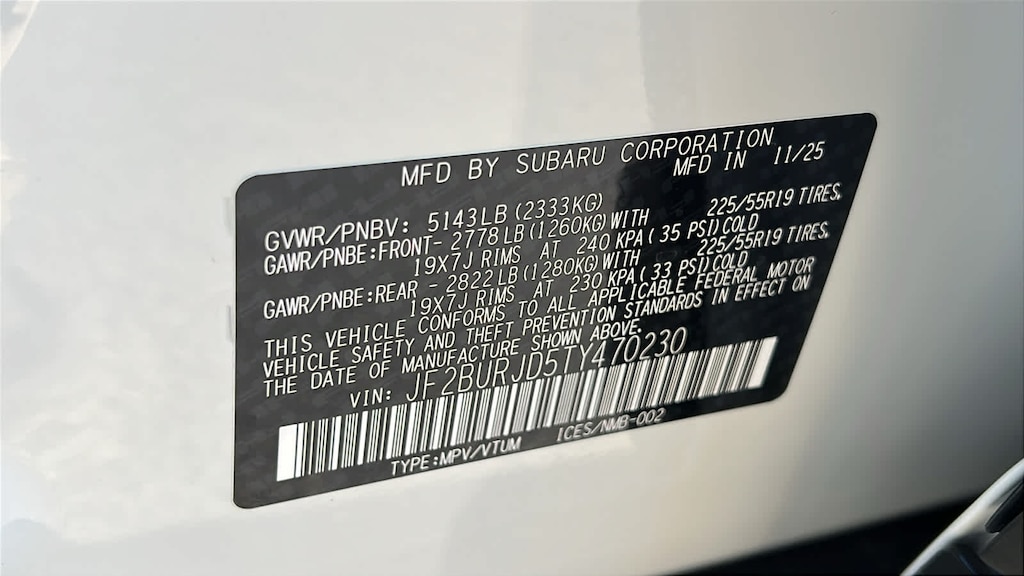 MFD BY SUBARU CORPORATION
MFD IN 11/25
GVWR/PNBV: 5143LB (2333KG)
GAWR/PNBE:FRONT- 2778LB (1260KG) WITH 225/55R19 TIRES,
19X7J RIMS AT 240 KPA ( 35 PSI) COLD
GAWR/PNBE:REAR - 2822LB (1280KG) WITH 225/55R19 TIRES,
19X7J RIMS AT 230 KPA ( 33 PSI) COLD
THIS VEHICLE CONFORMS TO ALL APPLICABLE FEDERAL MOTOR
VEHICLE SAFETY AND THEFT PREVENTION STANDARDS IN EFFECT ON
THE DATE OF MANUFACTURE SHOWN ABOVE.
VIN: JF2BURJD5TY470230
TYPE:MPV/VTUM ICES/NMB-002